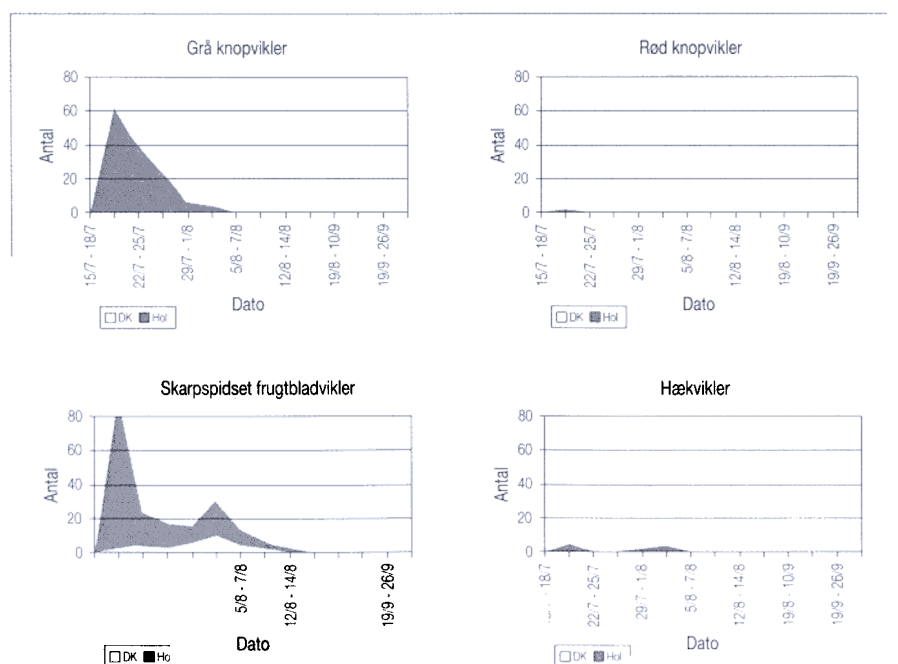 Grå knopvikler
Antal
80
60
40
20
0
15/7 - 18/7
22/7 - 25/7
29/7 - 1/8
5/8 - 7/8
12/8 - 14/8
19/8 - 10/9
19/9 - 26/9
Dato
DK Hol
Rød knopvikler
Antal
80
60
40
20
0
15/7 - 18/7
22/7 - 25/7
29/7 - 1/8
5/8 - 7/8
12/8 - 14/8
19/8 - 10/9
19/9 - 26/9
Dato
DK Hol
Skarpspidset frugtbladvikler
Antal
80
60
40
20
0
5/8 - 7/8
12/8 - 14/8
19/9 - 26/9
Dato
DK Ho
Hækvikler
Antal
80
60
40
20
0
- 18/7
22/7 - 25/7
29/7 - 1/8
5/8 - 7/8
12/8 - 14/8
19/8 - 10/9
19/9 - 26/9
Dato
DK Hol